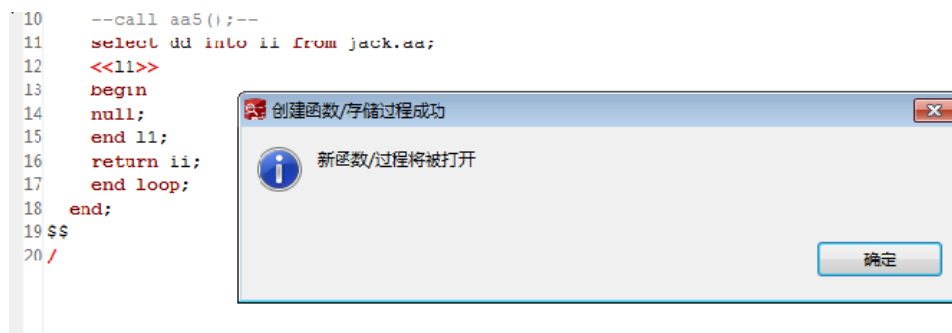 10 --call aa5();--
11 select dd into ii from jack.aa;
12 <<l1>>
13 begin
14 null;
15 end l1;
16 return ii;
17 end loop;
18 end;
19 $$
20 /
创建函数/存储过程成功
新函数/过程将被打开
确定